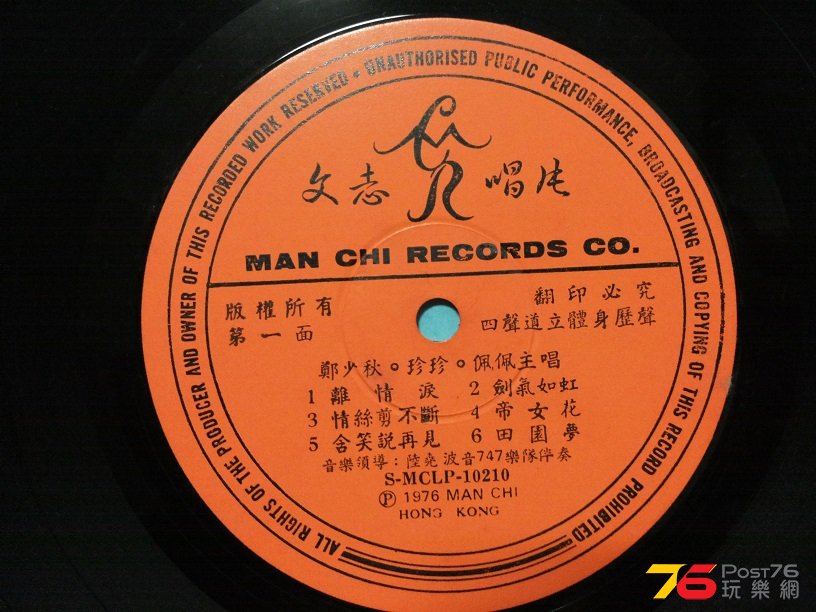 ALL RIGHTS OF THE PRODUCER AND OWNER OF THIS RECORDED WORK RESERVED • UNAUTHORISED PUBLIC PERFORMANCE, BROADCASTING AND COPYING OF THIS RECORD PROHIBITED
文志 唱片
MAN CHI RECORDS CO.
版權所有 翻印必究
第一面 四聲道立體身歷聲
鄭少秋。珍珍。佩佩主唱
1 離情淚 2 劍氣如虹
3 情絲剪不斷 4 帝女花
5 含笑説再見 6 田園夢
音樂領導：陸堯 波音747樂隊伴奏
S-MCLP-10210
Ⓟ 1976 MAN CHI
HONG KONG
76 Post76
玩樂網